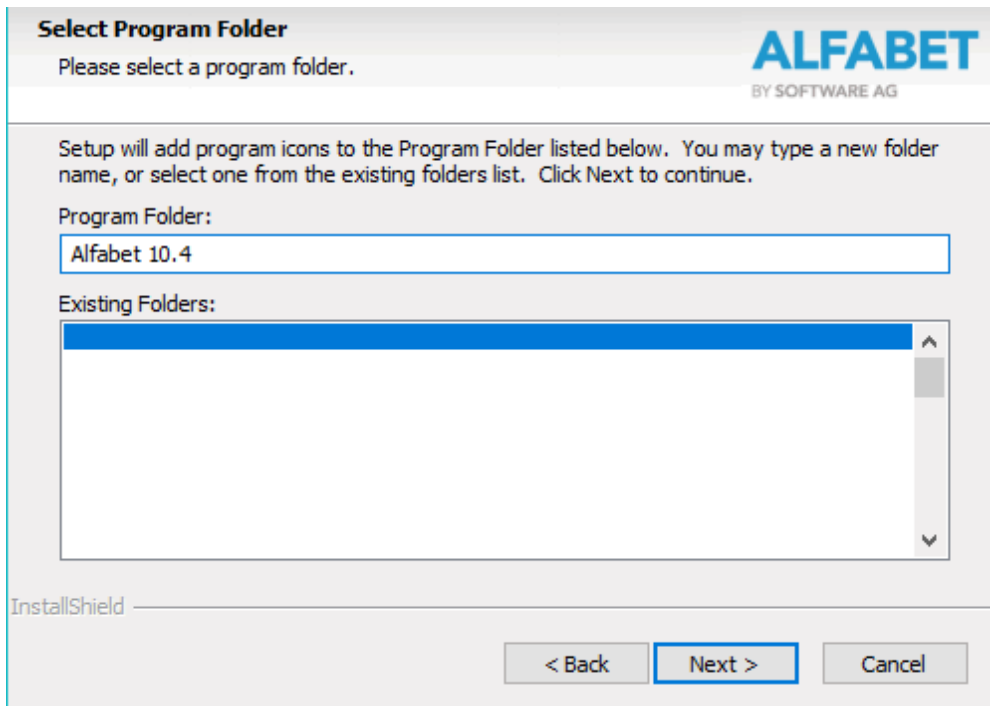 Select Program Folder
Please select a program folder.
ALFABET
BY SOFTWARE AG
Setup will add program icons to the Program Folder listed below.  You may type a new folder
name, or select one from the existing folders list.  Click Next to continue.
Program Folder:
Alfabet 10.4
Existing Folders:
InstallShield
< Back
Next >
Cancel